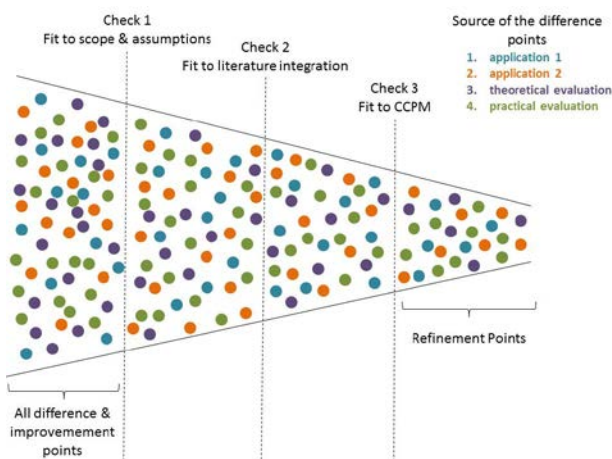 Check 1
Fit to scope & assumptions
Check 2
Fit to literature integration
Check 3
Fit to CCPM
Source of the difference
points
1. application 1
2. application 2
3. theoretical evaluation
4. practical evaluation
Refinement Points
All difference &
improvemement
points